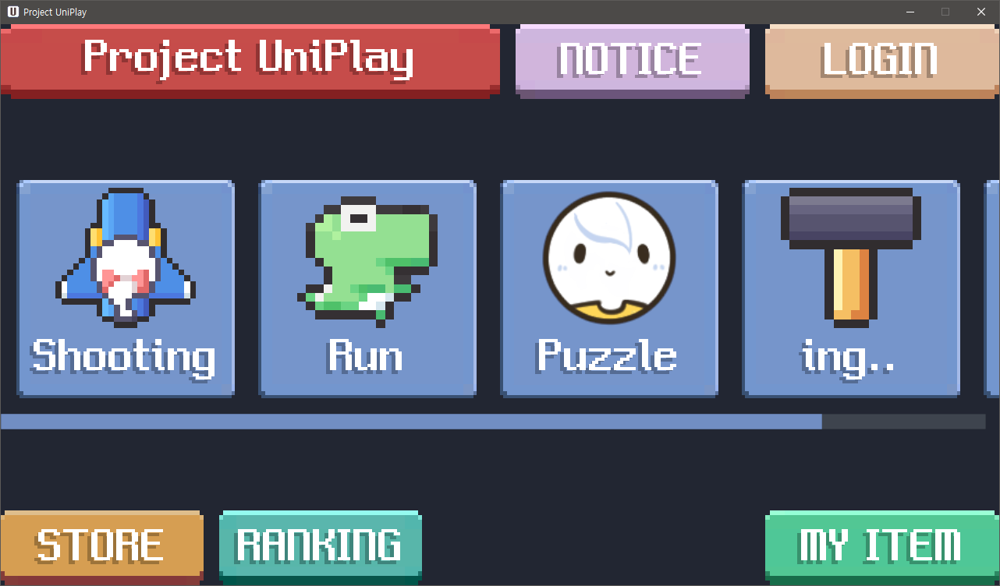 Project UniPlay
Project UniPlay
NOTICE
LOGIN
Shooting
Run
Puzzle
ing..
STORE
RANKING
MY ITEM